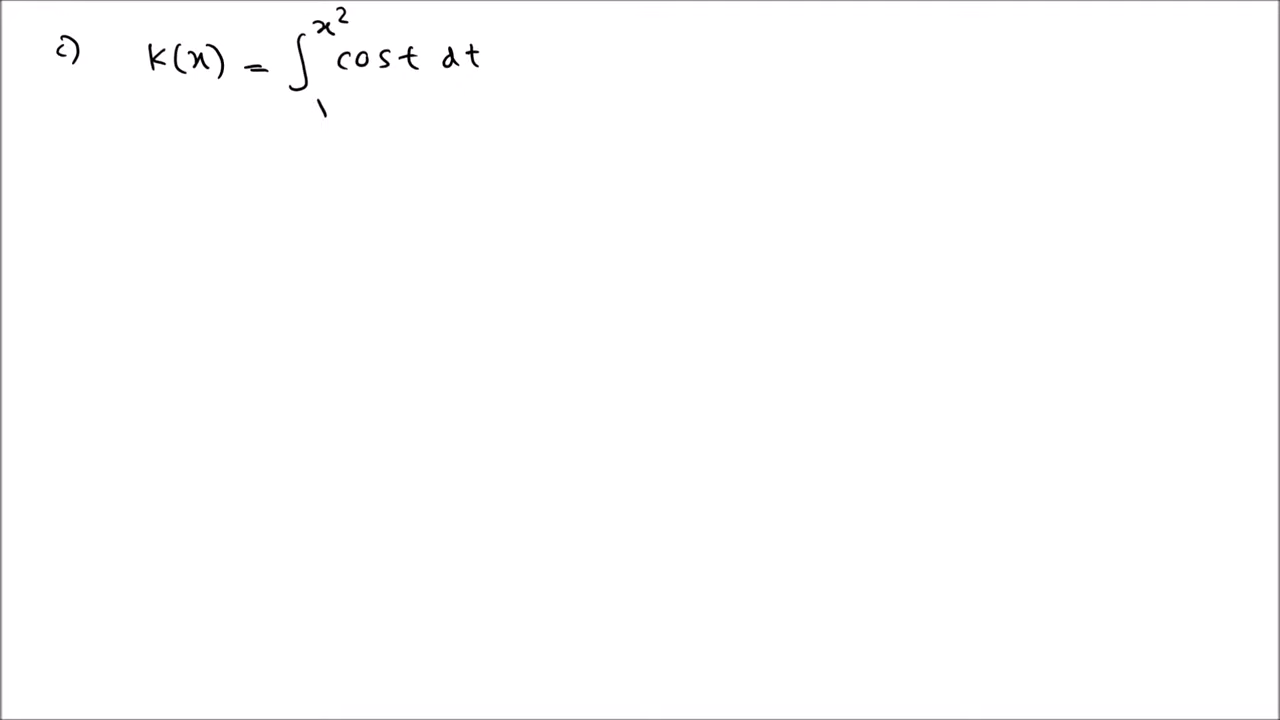 c) K(x) = ∫₁^x² cos t dt